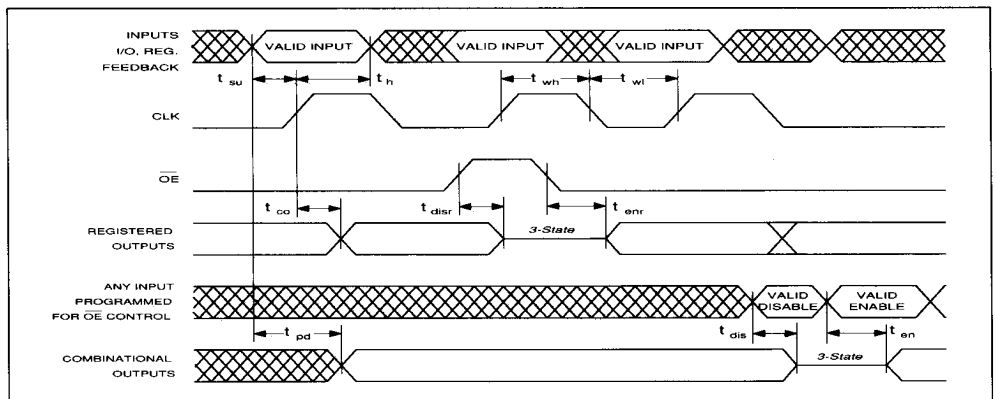 INPUTS
I/O, REG.
FEEDBACK
VALID INPUT VALID INPUT VALID INPUT
t su t h t wh t wl
CLK
OE
t co t disr t enr
REGISTERED
OUTPUTS
3-State
ANY INPUT
PROGRAMMED
FOR OE CONTROL
VALID
DISABLE
VALID
ENABLE
t pd t dis t en
COMBINATIONAL
OUTPUTS
3-State